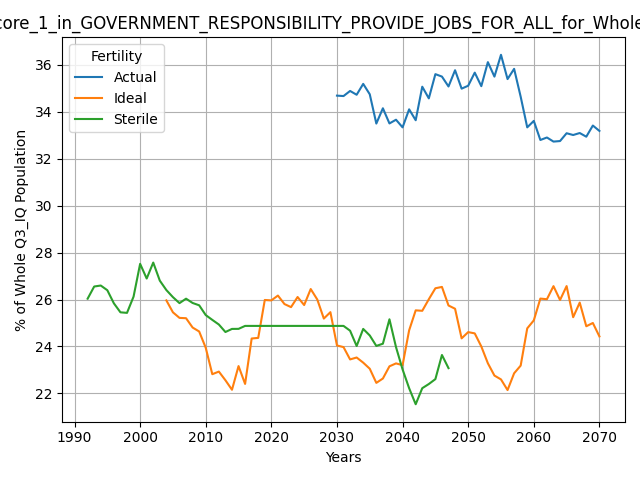 core_1_in_GOVERNMENT_RESPONSIBILITY_PROVIDE_JOBS_FOR_ALL_for_Whole
Fertility
Actual
Ideal
Sterile
% of Whole Q3_IQ Population
36
34
32
30
28
26
24
22
1990
2000
2010
2020
2030
2040
2050
2060
2070
Years